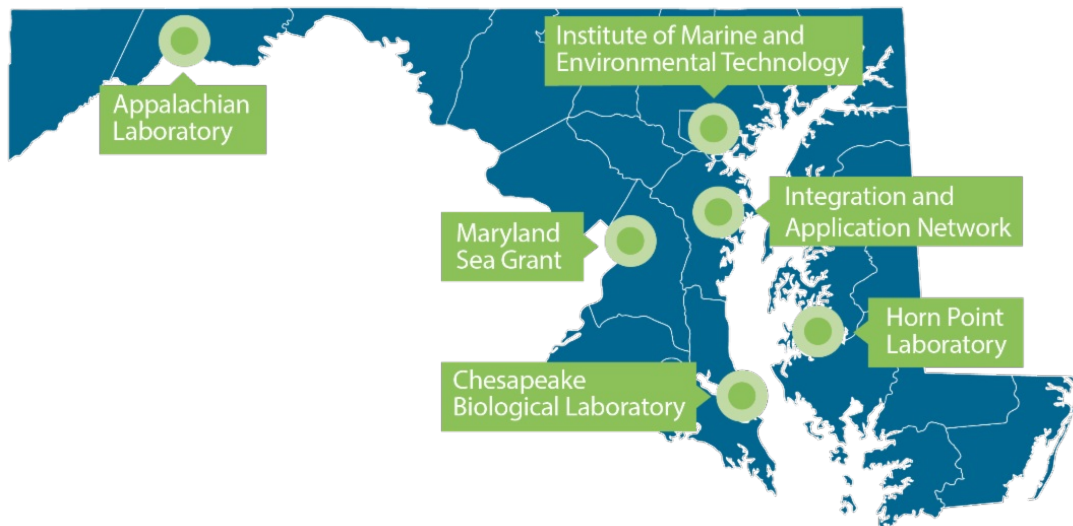 Institute of Marine and
Environmental Technology
Appalachian
Laboratory
Integration and
Application Network
Maryland
Sea Grant
Horn Point
Laboratory
Chesapeake
Biological Laboratory